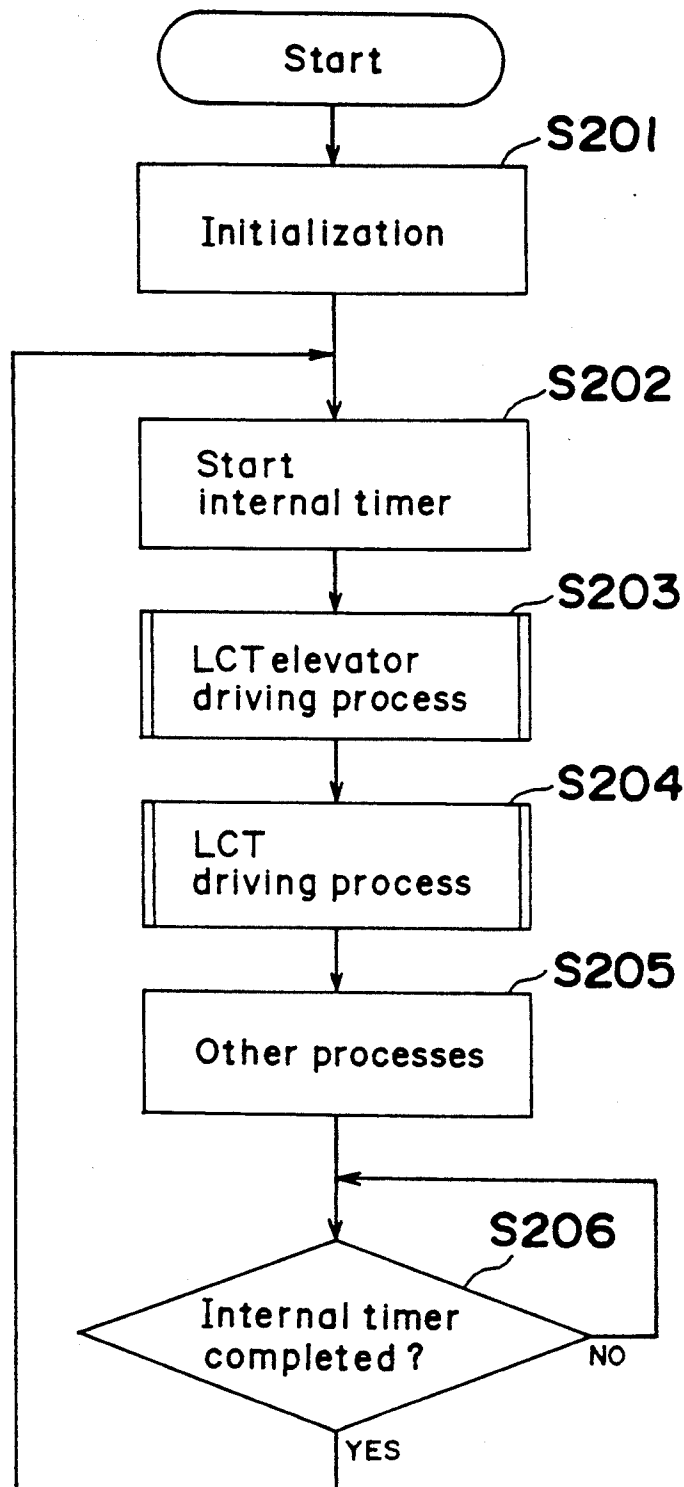 Start
S201
Initialization
S202
Start
internal timer
S203
LCT elevator
driving process
S204
LCT
driving process
S205
Other processes
S206
Internal timer
completed?
NO
YES